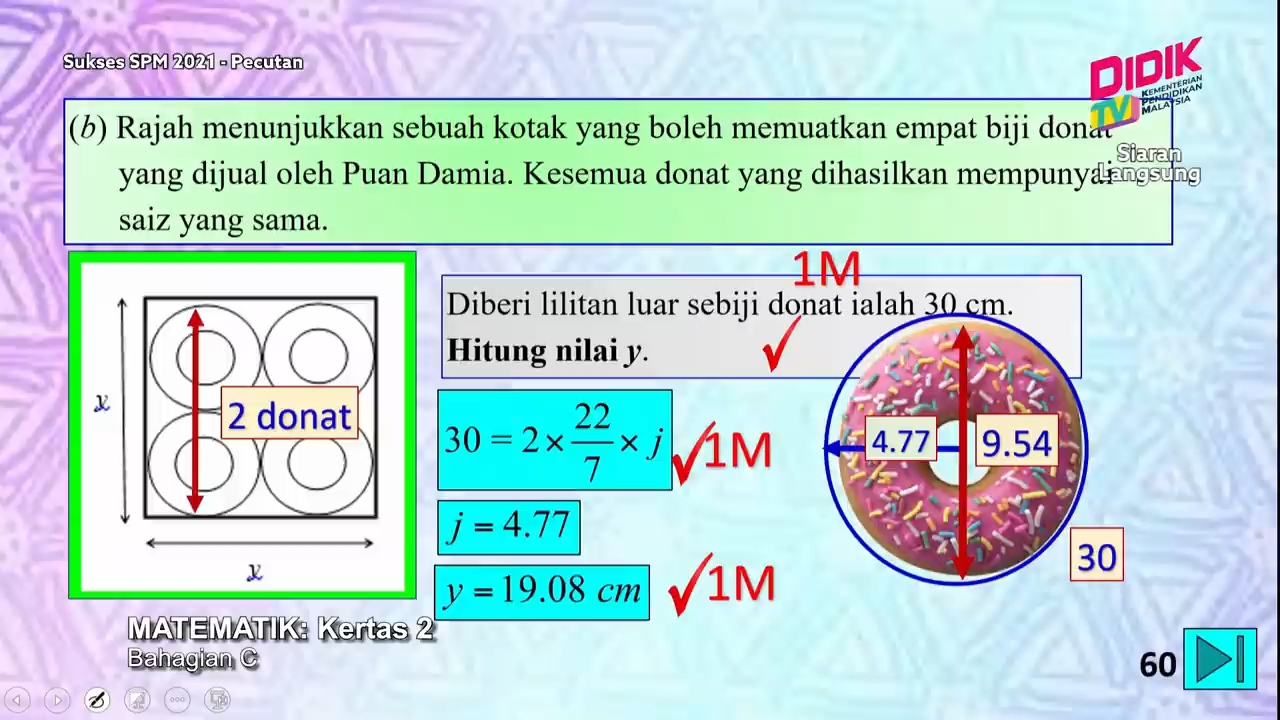 Sukses SPM 2021 - Pecutan
DIDIK
TV
KEMENTERIAN
PENDIDIKAN
MALAYSIA
Siaran
Langsung
(b) Rajah menunjukkan sebuah kotak yang boleh memuatkan empat biji donat
yang dijual oleh Puan Damia. Kesemua donat yang dihasilkan mempunyai
saiz yang sama.
x
2 donat
y
1M
Diberi lilitan luar sebiji donat ialah 30 cm.
Hitung nilai y.
✓
30 = 2 × 22/7 × j
✓1M
j = 4.77
y = 19.08 cm
✓1M
4.77
9.54
30
MATEMATIK: Kertas 2
Bahagian C
60